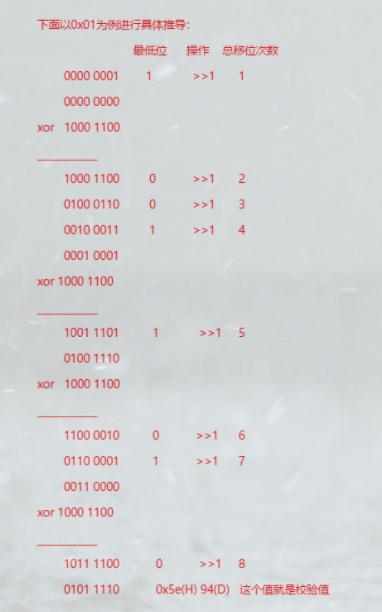 下面以0x01为例进行具体推导:
最低位 操作 总移位次数
0000 0001 1 >>1 1
0000 0000
xor 1000 1100
___________
1000 1100 0 >>1 2
0100 0110 0 >>1 3
0010 0011 1 >>1 4
0001 0001
xor 1000 1100
___________
1001 1101 1 >>1 5
0100 1110
xor 1000 1100
___________
1100 0010 0 >>1 6
0110 0001 1 >>1 7
0011 0000
xor 1000 1100
___________
1011 1100 0 >>1 8
0101 1110 0x5e(H) 94(D) 这个值就是校验值